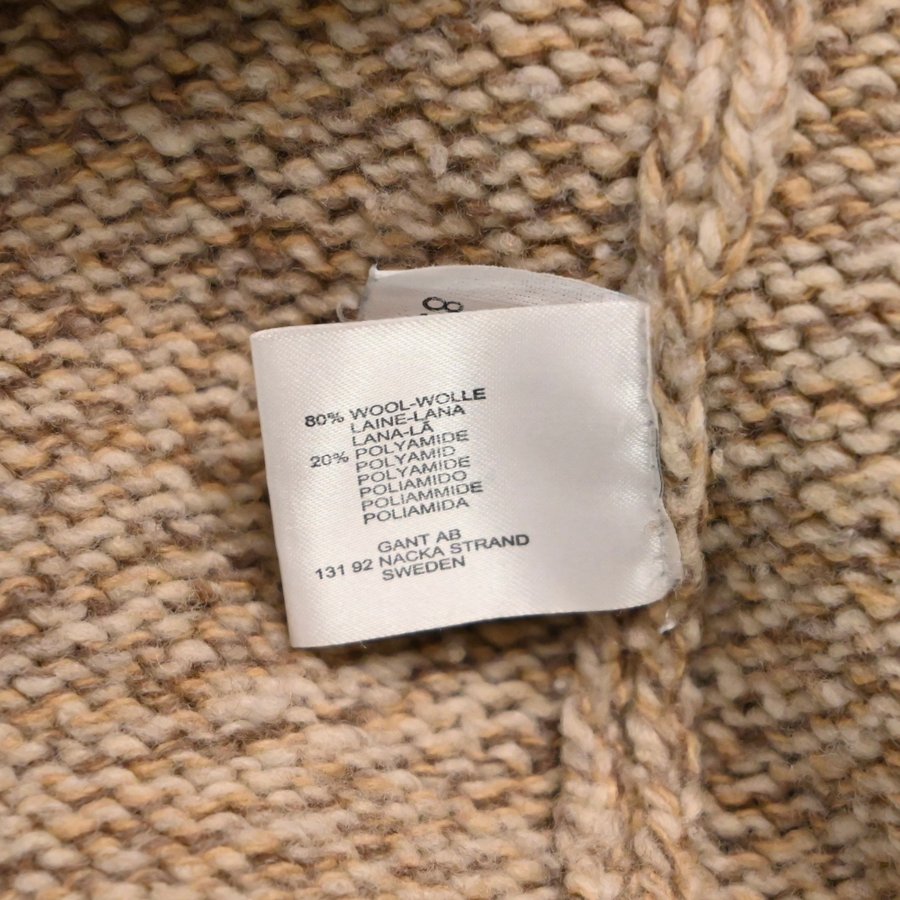 80% WOOL-WOLLE
LAINE-LANA
LANA-LÃ
20% POLYAMIDE
POLYAMID
POLYAMIDE
POLIAMIDO
POLIAMMIDE
POLIAMIDA
GANT AB
131 92 NACKA STRAND
SWEDEN